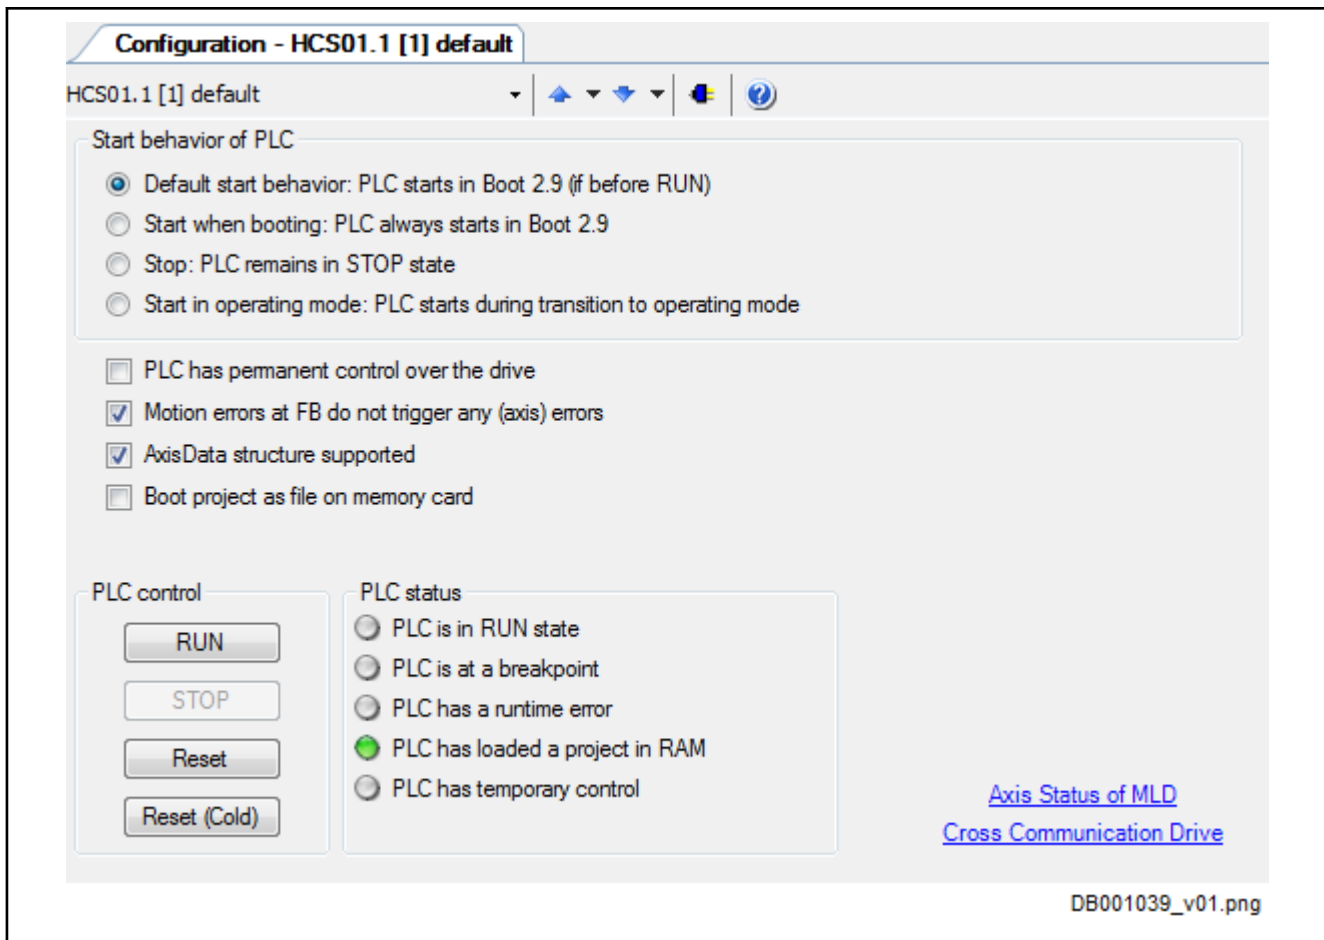 Configuration - HCS01.1 [1] default
HCS01.1 [1] default
Start behavior of PLC
Default start behavior: PLC starts in Boot 2.9 (if before RUN)
Start when booting: PLC always starts in Boot 2.9
Stop: PLC remains in STOP state
Start in operating mode: PLC starts during transition to operating mode
PLC has permanent control over the drive
Motion errors at FB do not trigger any (axis) errors
AxisData structure supported
Boot project as file on memory card
PLC control
RUN
STOP
Reset
Reset (Cold)
PLC status
PLC is in RUN state
PLC is at a breakpoint
PLC has a runtime error
PLC has loaded a project in RAM
PLC has temporary control
Axis Status of MLD
Cross Communication Drive
DB001039_v01.png